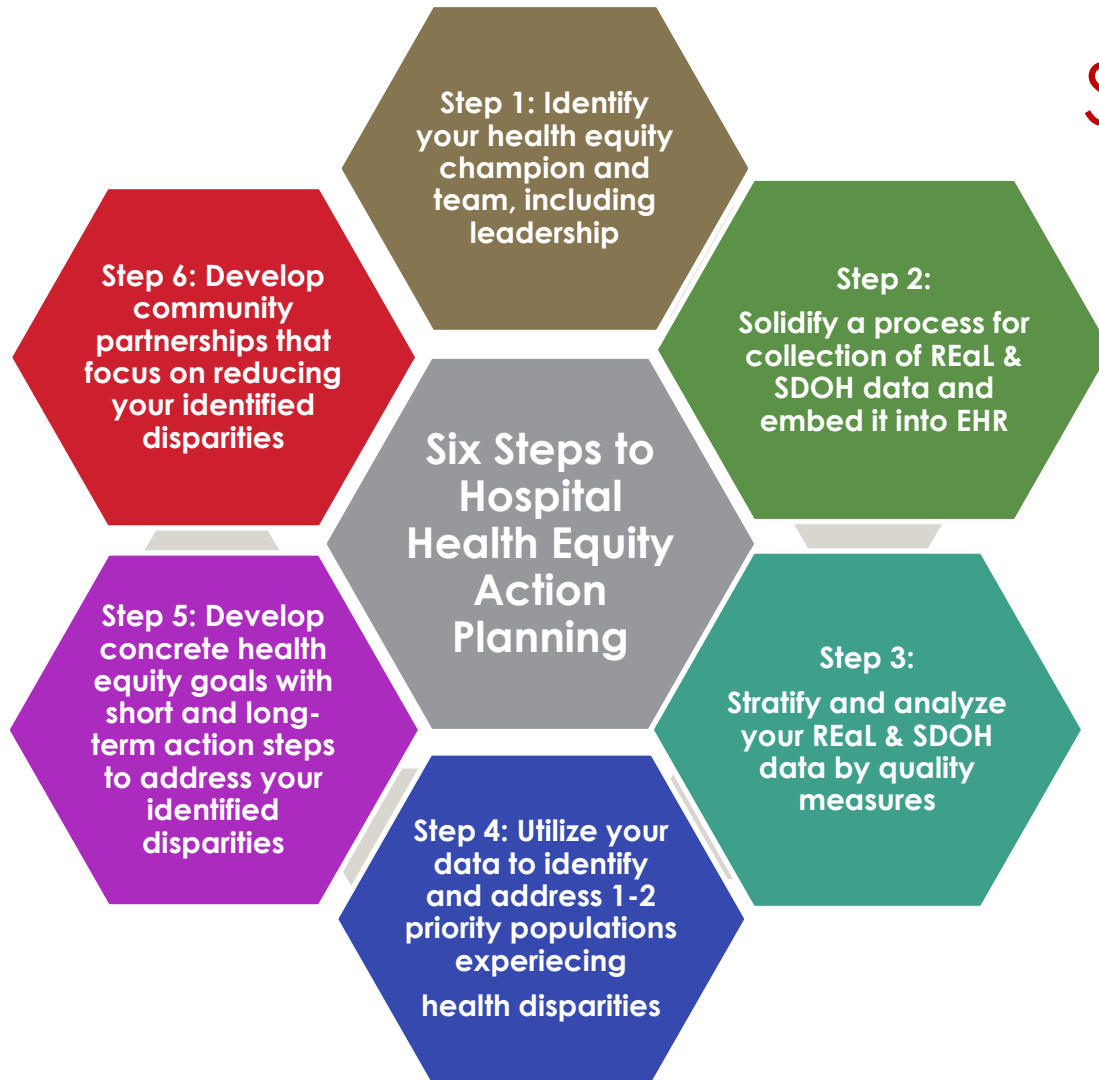 S
Step 1: Identify
your health equity
champion and
team, including
leadership
Step 2:
Solidify a process for
collection of REaL &
SDOH data and
embed it into EHR
Step 3:
Stratify and analyze
your REaL & SDOH
data by quality
measures
Step 4: Utilize your
data to identify
and address 1-2
priority populations
experiecing
health disparities
Step 5: Develop
concrete health
equity goals with
short and long-
term action steps
to address your
identified
disparities
Step 6: Develop
community
partnerships that
focus on reducing
your identified
disparities
Six Steps to
Hospital
Health Equity
Action
Planning